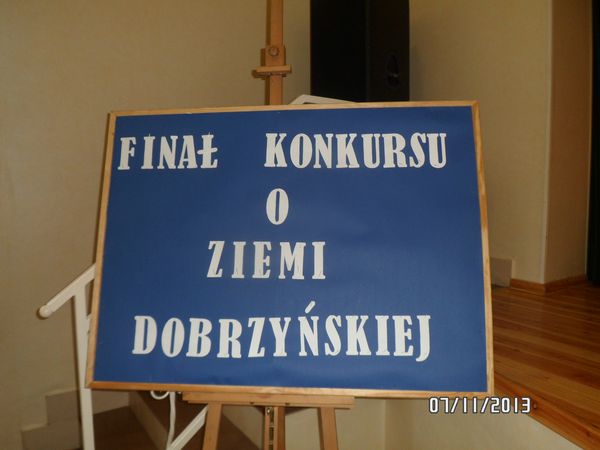 FINAŁ KONKURSU
O
ZIEMI
DOBRZYŃSKIEJ
07/11/2013